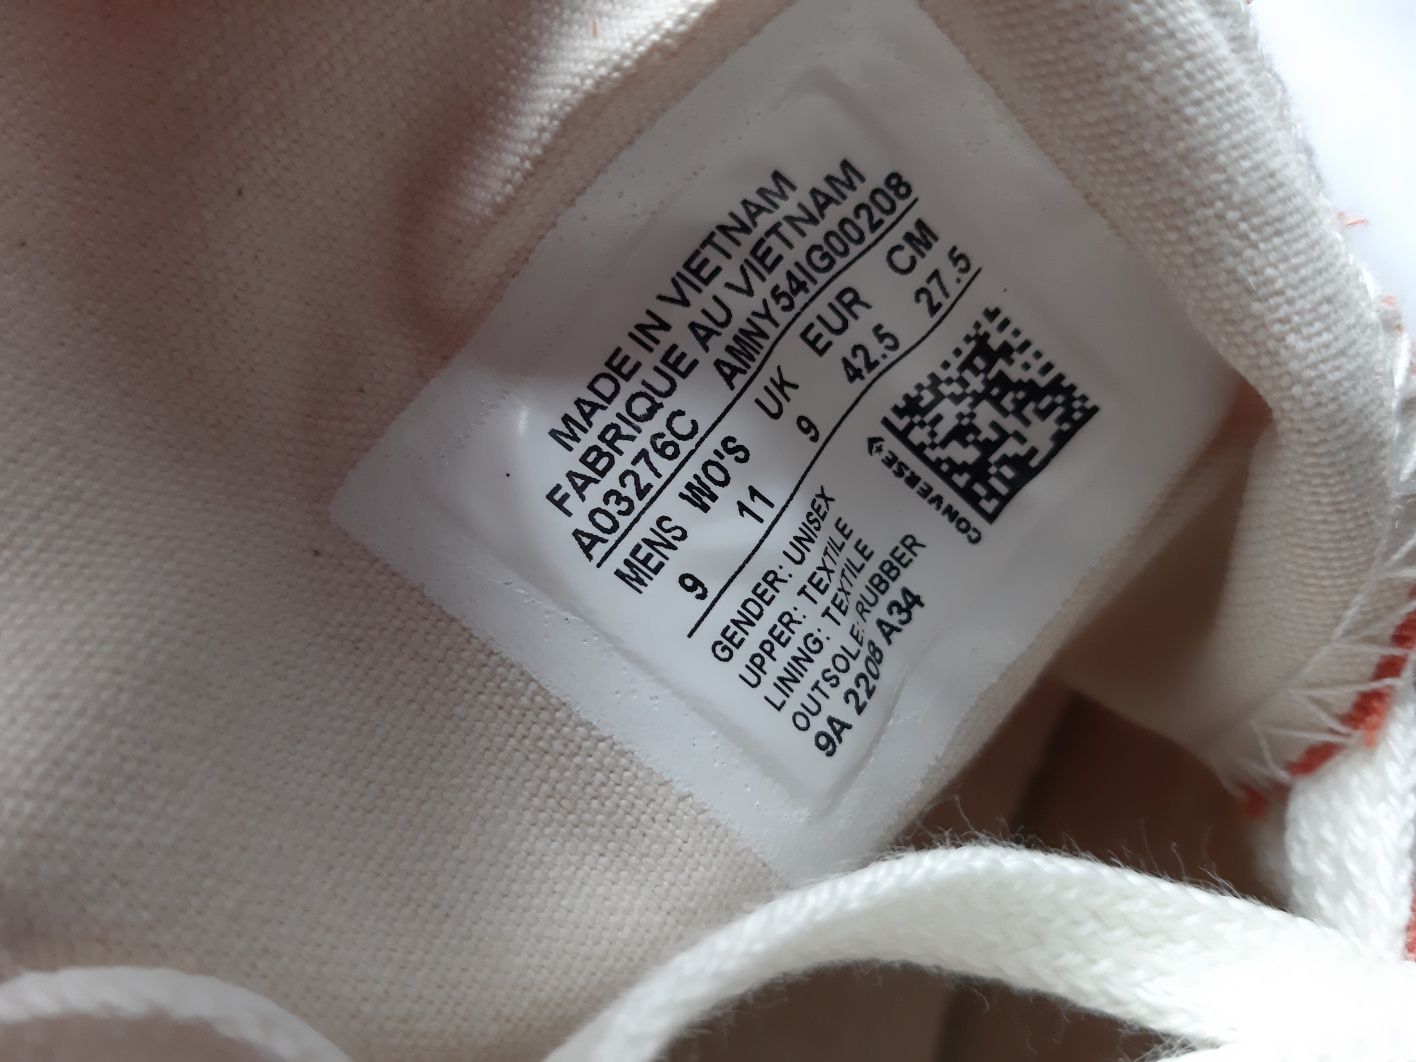 MADE IN VIETNAM
FABRIQUE AU VIETNAM
A03276C AMNY54IG00208
MENS WO'S UK EUR CM
9 11 9 42.5 27.5
GENDER: UNISEX
UPPER: TEXTILE
LINING: TEXTILE
OUTSOLE: RUBBER
9A 2208 A34
CONVERSE